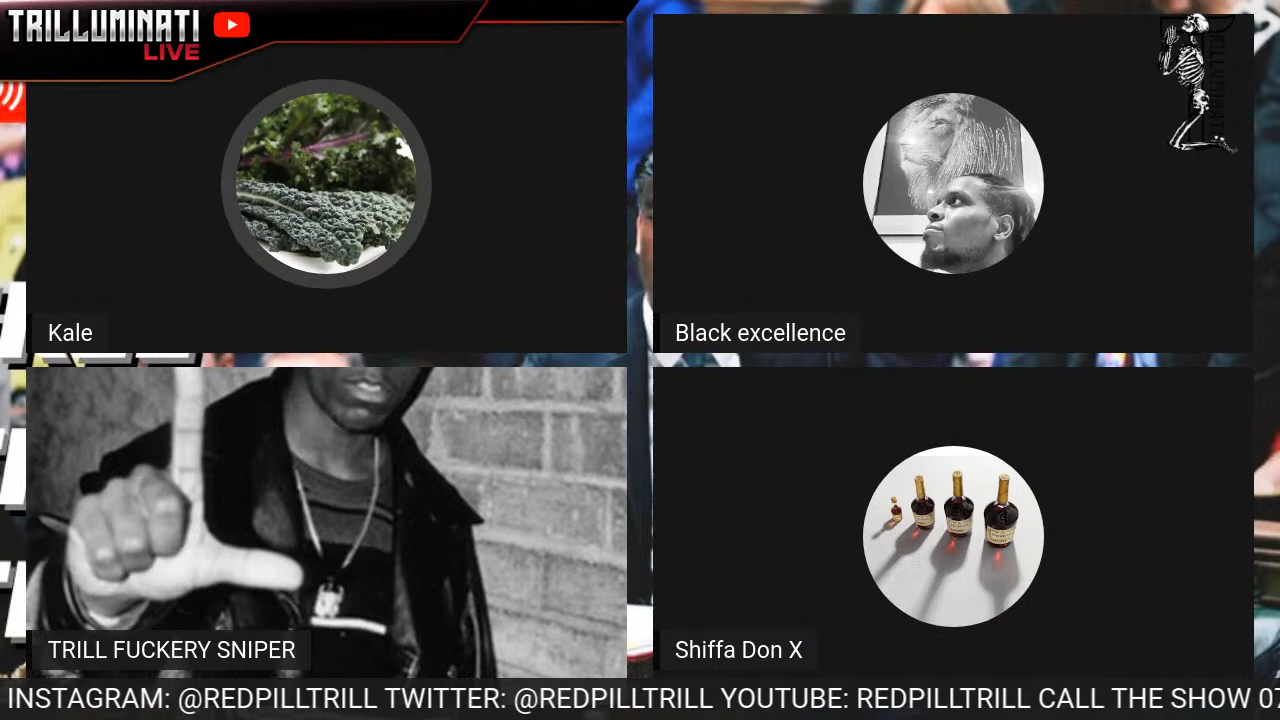 TRILLUMINATI
LIVE
Kale
Black excellence
TRILL FUCKERY SNIPER
Shiffa Don X
INSTAGRAM: @REDPILLTRILL TWITTER: @REDPILLTRILL YOUTUBE: REDPILLTRILL CALL THE SHOW 07